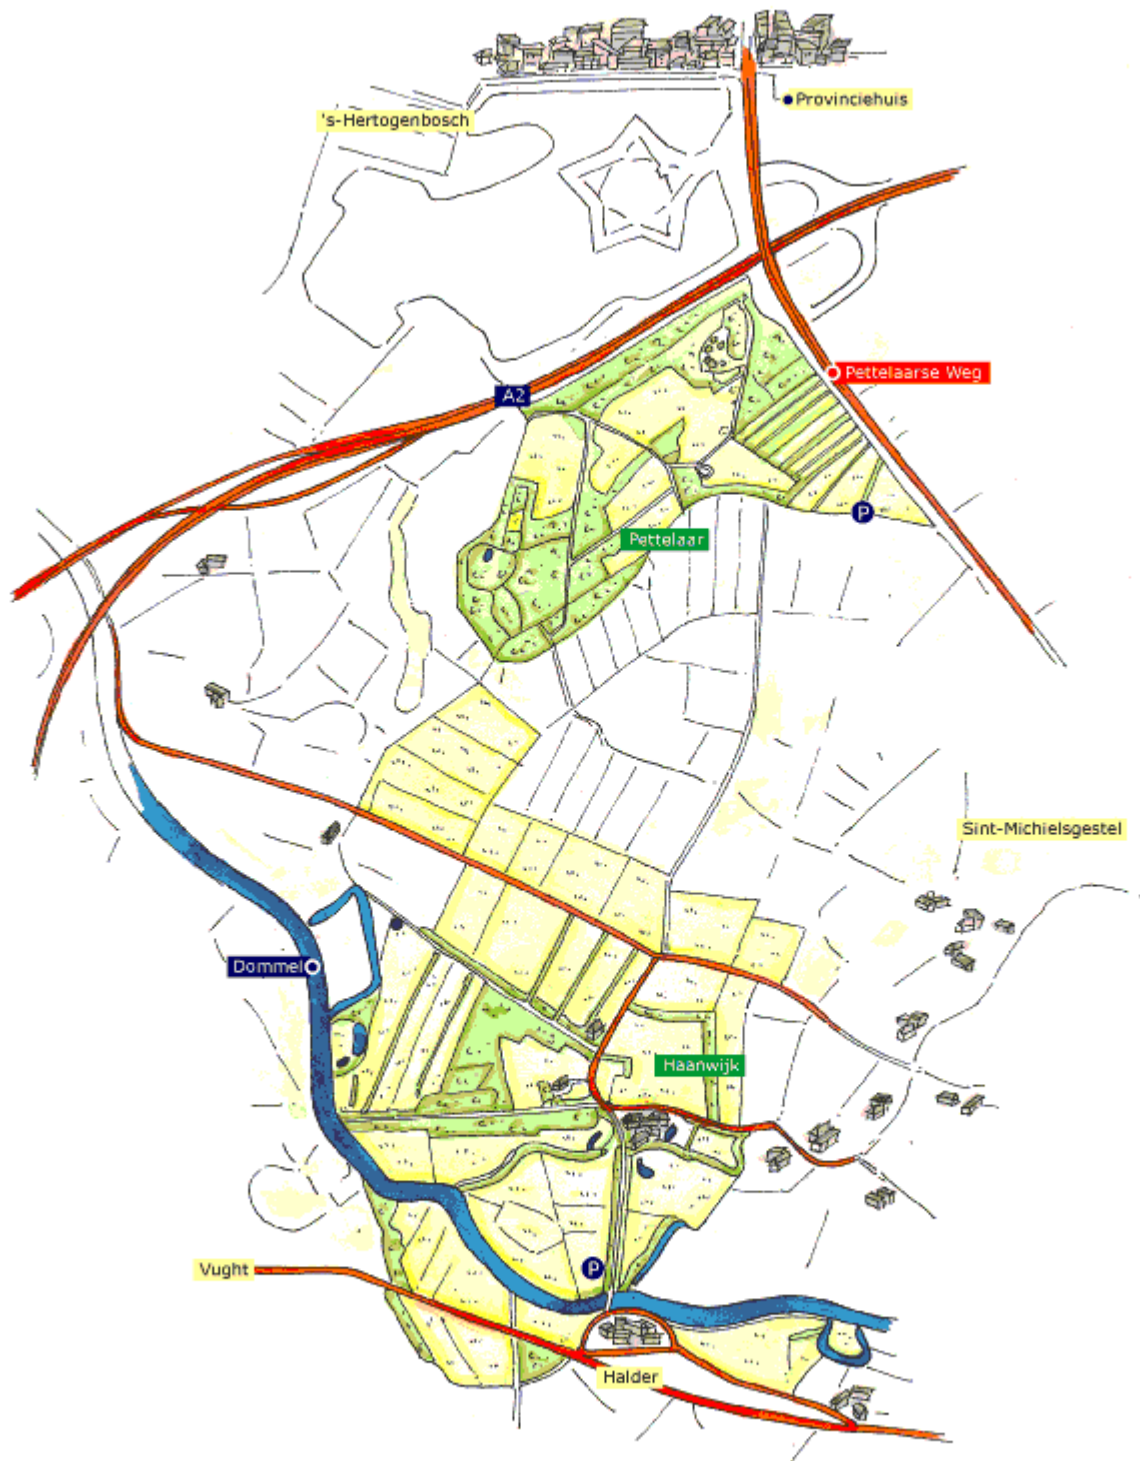 Provinciehuis
's-Hertogenbosch
Pettelaarse Weg
A2
P
Pettelaar
Sint-Michielsgestel
Dommel
Haanwijk
P
Vught
Halder